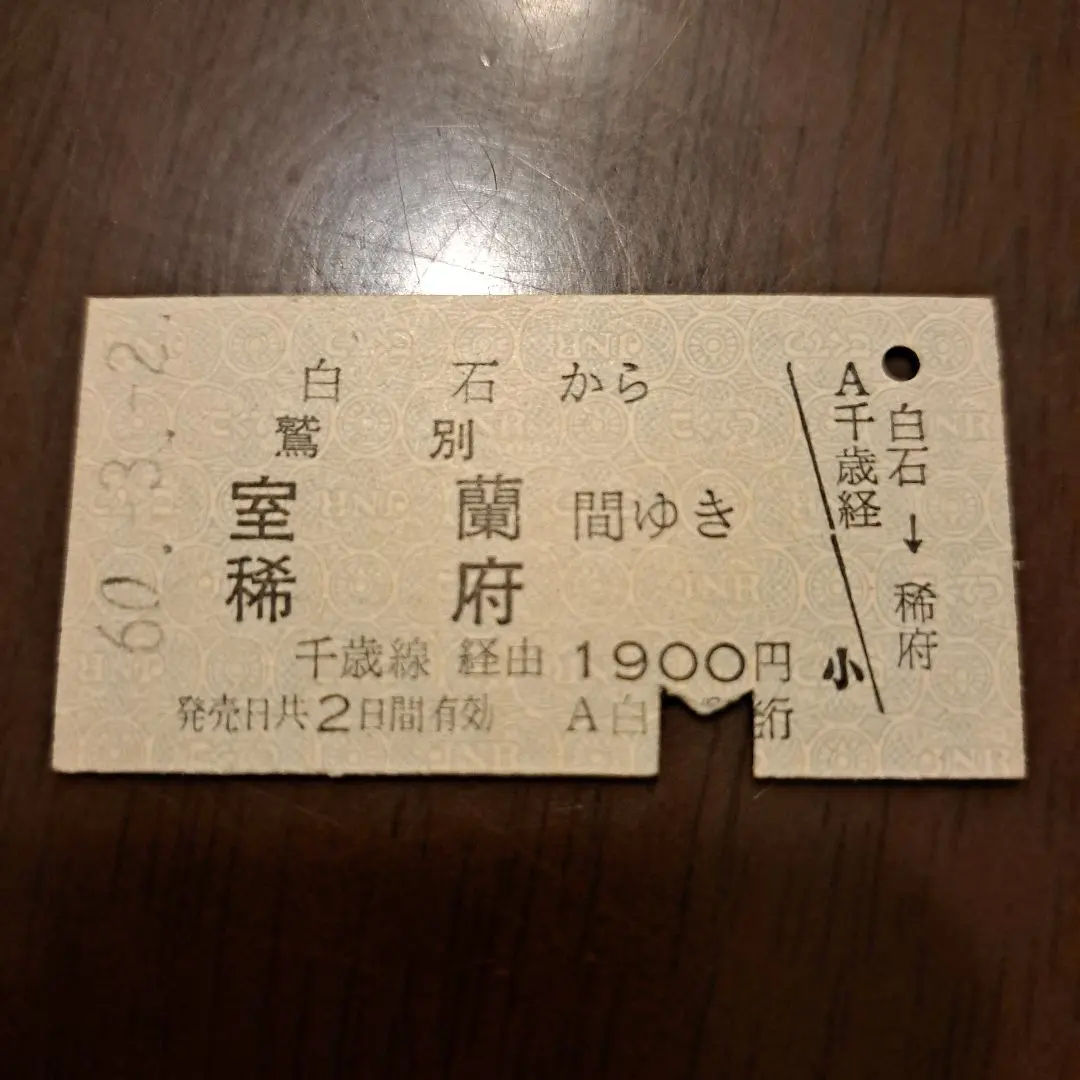 60.-3.-2.
白石から
鷲別
室蘭間ゆき
稀府
千歳線 経由 1900円
発売日共2日間有効 A白 発行
A千歳経
小
白石→稀府